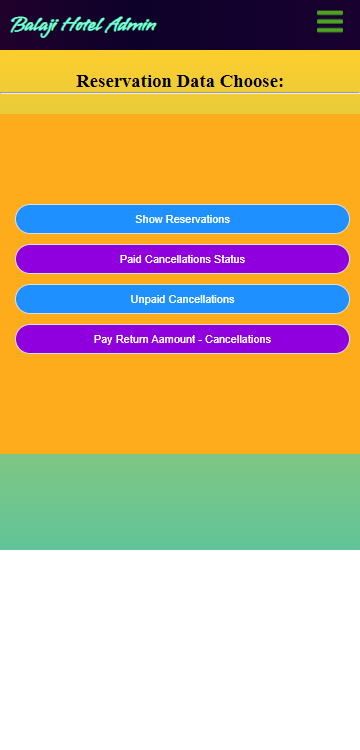 Balaji Hotel Admin
Reservation Data Choose:
Show Reservations
Paid Cancellations Status
Unpaid Cancellations
Pay Return Aamount - Cancellations